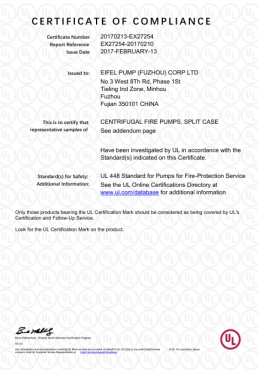 CERTIFICATE OF COMPLIANCE
Certificate Number 20170213-EX27254
Report Reference EX27254-20170210
Issue Date 2017-FEBRUARY-13
Issued to: EIFEL PUMP (FUZHOU) CORP LTD
No 3 West 8Th Rd, Phase 1St
Tieling Ind Zone, Minhou
Fuzhou
Fujian 350101 CHINA
This is to certify that CENTRIFUGAL FIRE PUMPS, SPLIT CASE
representative samples of See addendum page
Have been investigated by UL in accordance with the
Standard(s) indicated on this Certificate.
Standard(s) for Safety: UL 448 Standard for Pumps for Fire-Protection Service
Additional Information: See the UL Online Certifications Directory at
www.ul.com/database for additional information
Only those products bearing the UL Certification Mark should be considered as being covered by UL's
Certification and Follow-Up Service.
Look for the UL Certification Mark on the product.
UL